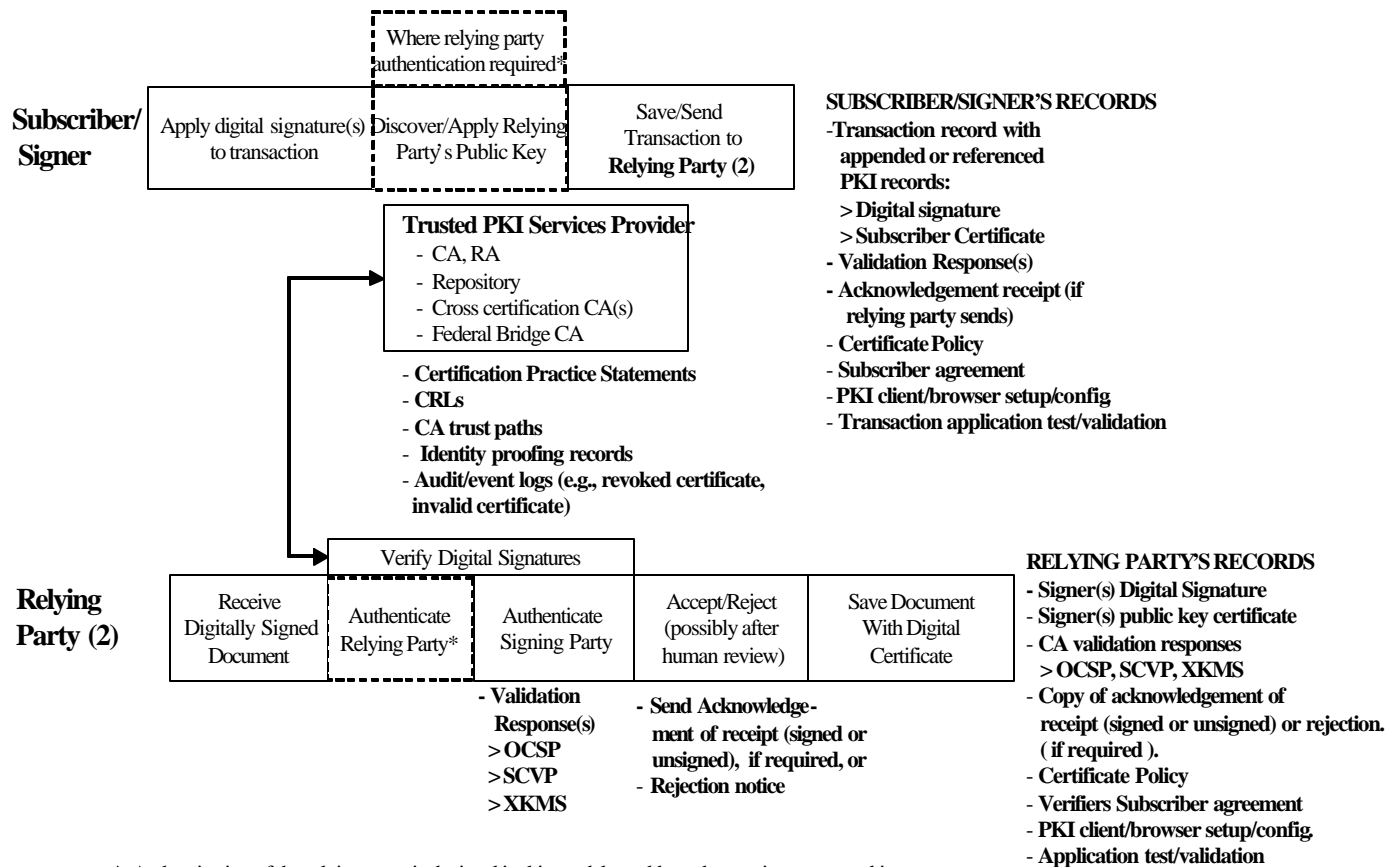 Where relying party
authentication required*
Subscriber/
Signer
Apply digital signature(s)
to transaction
Discover/Apply Relying
Party's Public Key
Save/Send
Transaction to
Relying Party (2)
SUBSCRIBER/SIGNER'S RECORDS
-Transaction record with
appended or referenced
PKI records:
> Digital signature
> Subscriber Certificate
- Validation Response(s)
- Acknowledgement receipt (if
relying party sends)
- Certificate Policy
- Subscriber agreement
- PKI client/browser setup/config.
- Transaction application test/validation
Trusted PKI Services Provider
- CA, RA
- Repository
- Cross certification CA(s)
- Federal Bridge CA
- Certification Practice Statements
- CRLs
- CA trust paths
- Identity proofing records
- Audit/event logs (e.g., revoked certificate,
invalid certificate)
Verify Digital Signatures
Relying
Party (2)
Receive
Digitally Signed
Document
Authenticate
Relying Party*
Authenticate
Signing Party
Accept/Reject
(possibly after
human review)
Save Document
With Digital
Certificate
- Validation
Response(s)
> OCSP
> SCVP
> XKMS
- Send Acknowledge-
ment of receipt (signed or
unsigned), if required, or
- Rejection notice
RELYING PARTY'S RECORDS
- Signer(s) Digital Signature
- Signer(s) public key certificate
- CA validation responses
> OCSP, SCVP, XKMS
- Copy of acknowledgement of
receipt (signed or unsigned) or rejection.
( if required ).
- Certificate Policy
- Verifiers Subscriber agreement
- PKI client/browser setup/config.
- Application test/validation